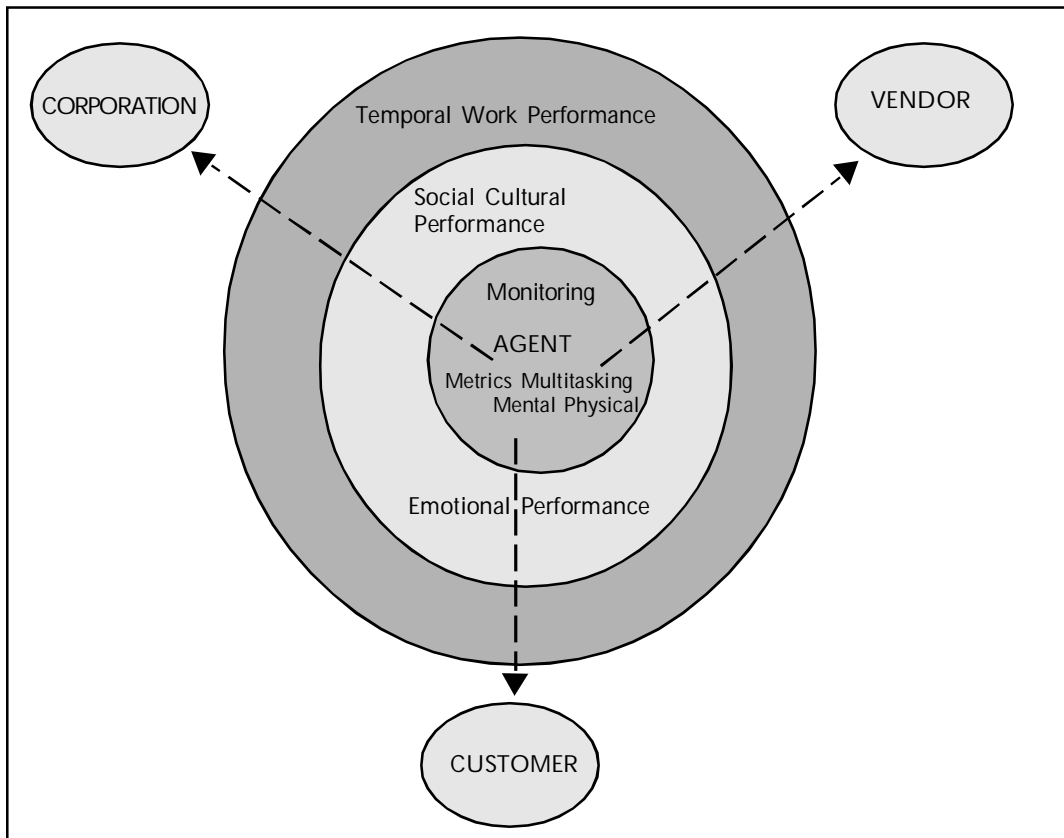 CORPORATION
VENDOR
Temporal Work Performance
Social Cultural
Performance
Monitoring
AGENT
Metrics Multitasking
Mental Physical
Emotional Performance
CUSTOMER